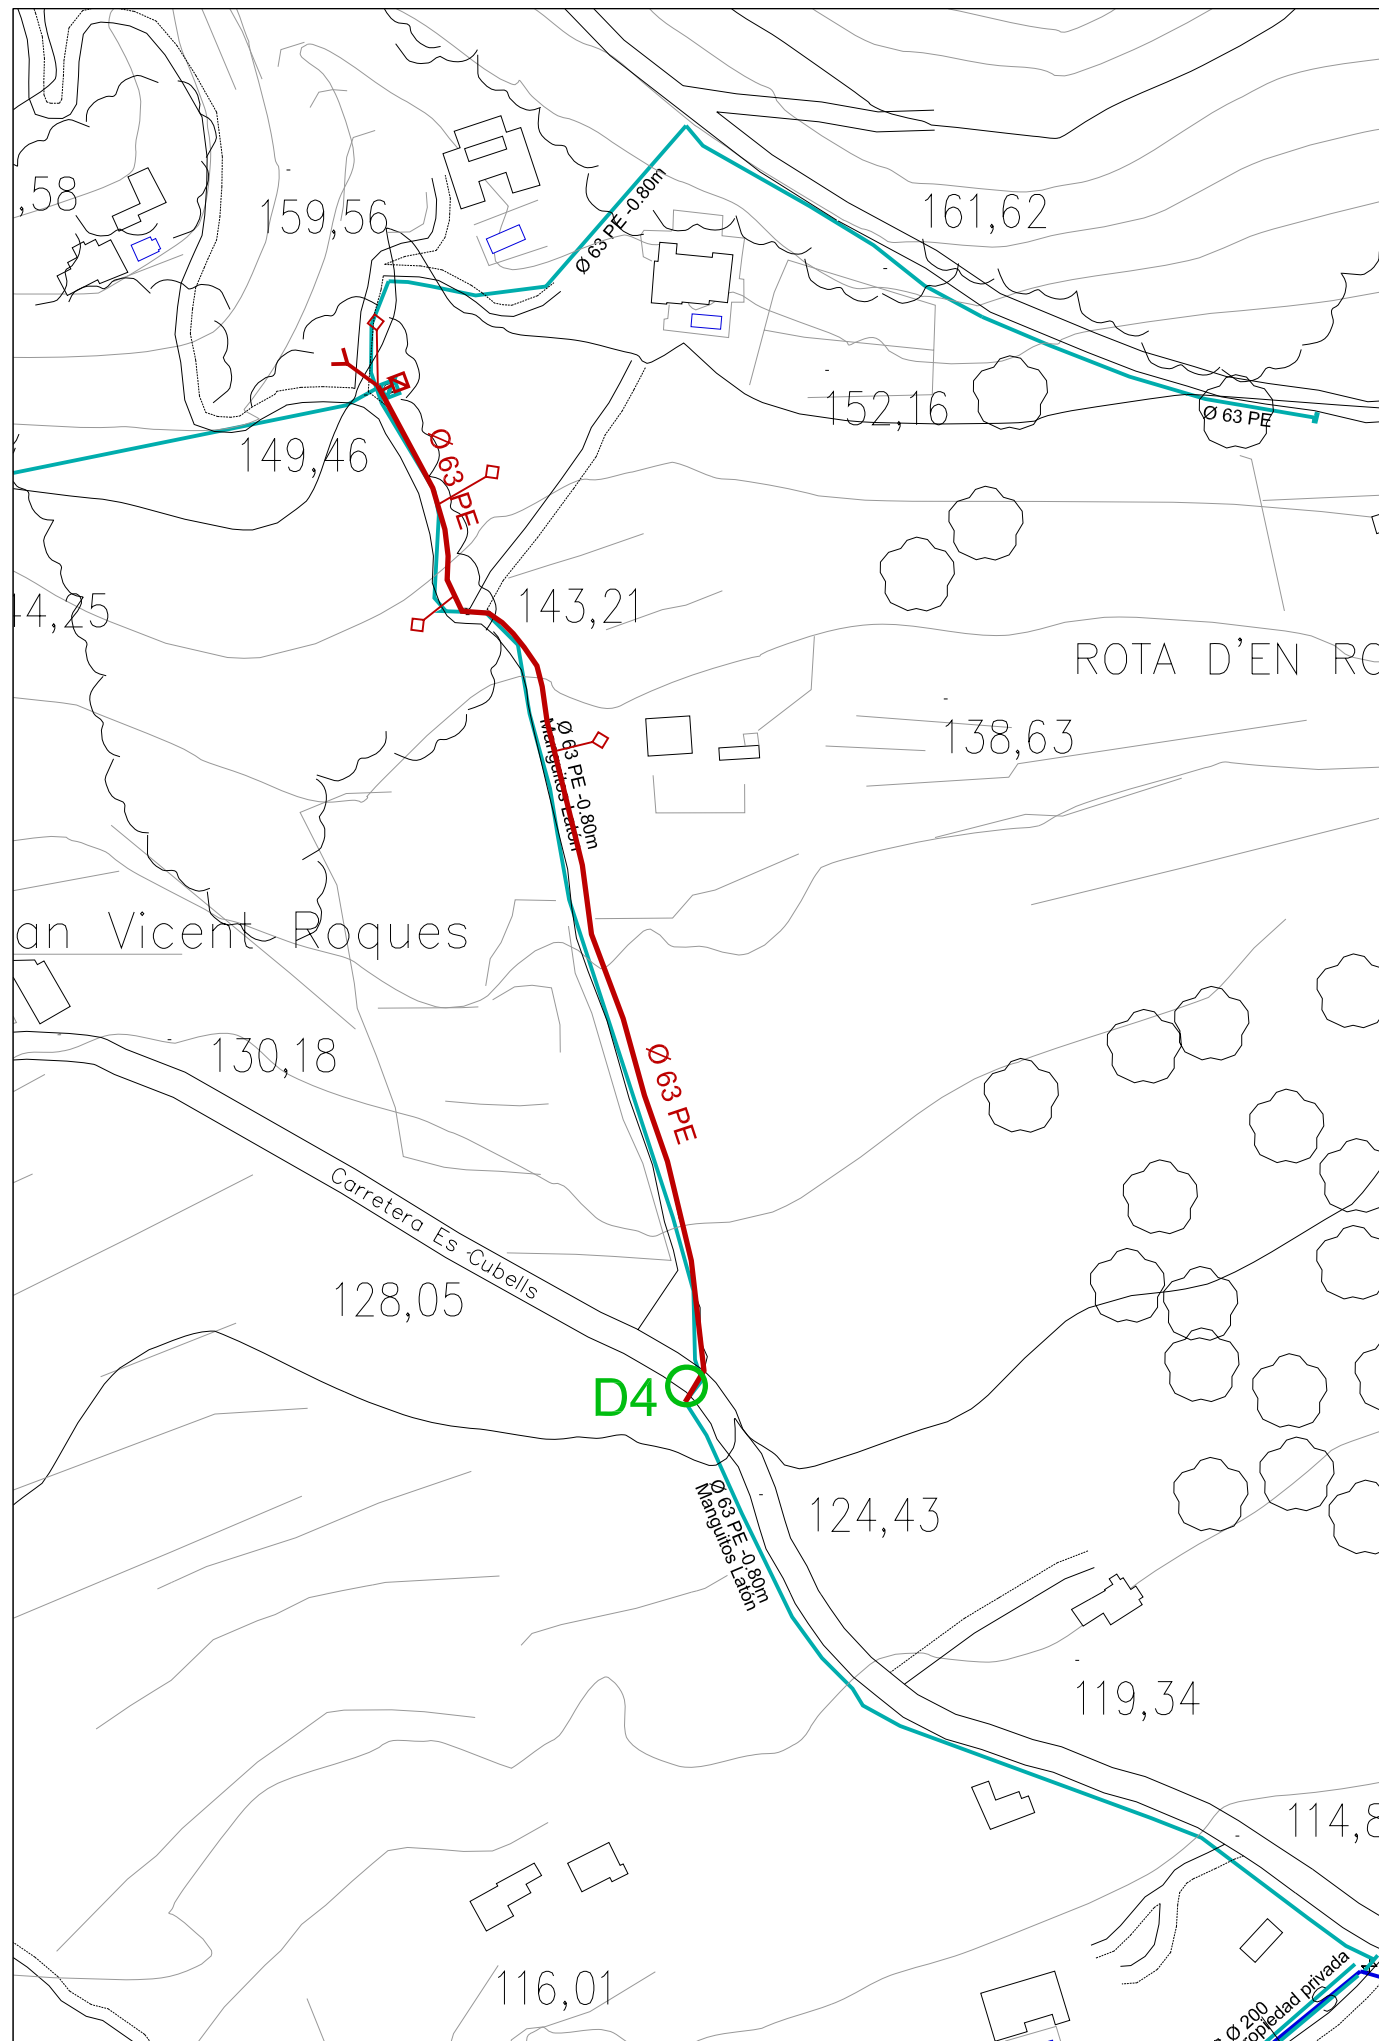 ,58
159,56
Ø 63 PE -0.80m
161,62
152,16
Ø 63 PE
149,46
Ø 63 PE
143,21
ROTA D'EN RO
138,63
Ø 63 PE -0.80m
Manguitos Latón
an Vicent Roques
130,18
Ø 63 PE
Carretera Es Cubells
128,05
D4
Ø 63 PE -0.80m
Manguitos Latón
124,43
119,34
114,8
116,01
Ø 200
ropiedad privada